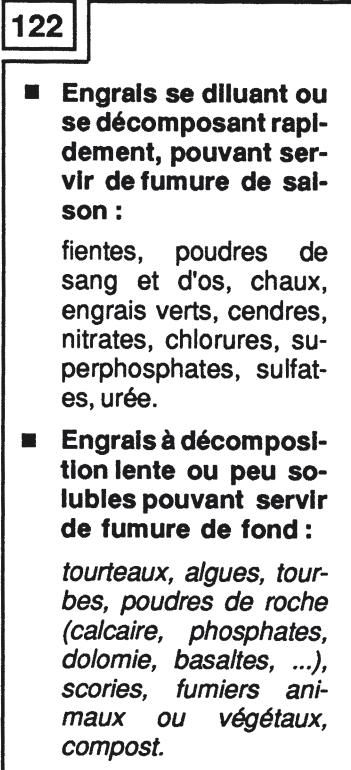 122
■ Engrais se diluant ou
se décomposant rapi-
dement, pouvant ser-
vir de fumure de sai-
son :
fientes, poudres de
sang et d'os, chaux,
engrais verts, cendres,
nitrates, chlorures, su-
perphosphates, sulfat-
es, urée.
■ Engrais à décomposi-
tion lente ou peu so-
lubles pouvant servir
de fumure de fond :
tourteaux, algues, tour-
bes, poudres de roche
(calcaire, phosphates,
dolomie, basaltes, ...),
scories, fumiers ani-
maux ou végétaux,
compost.